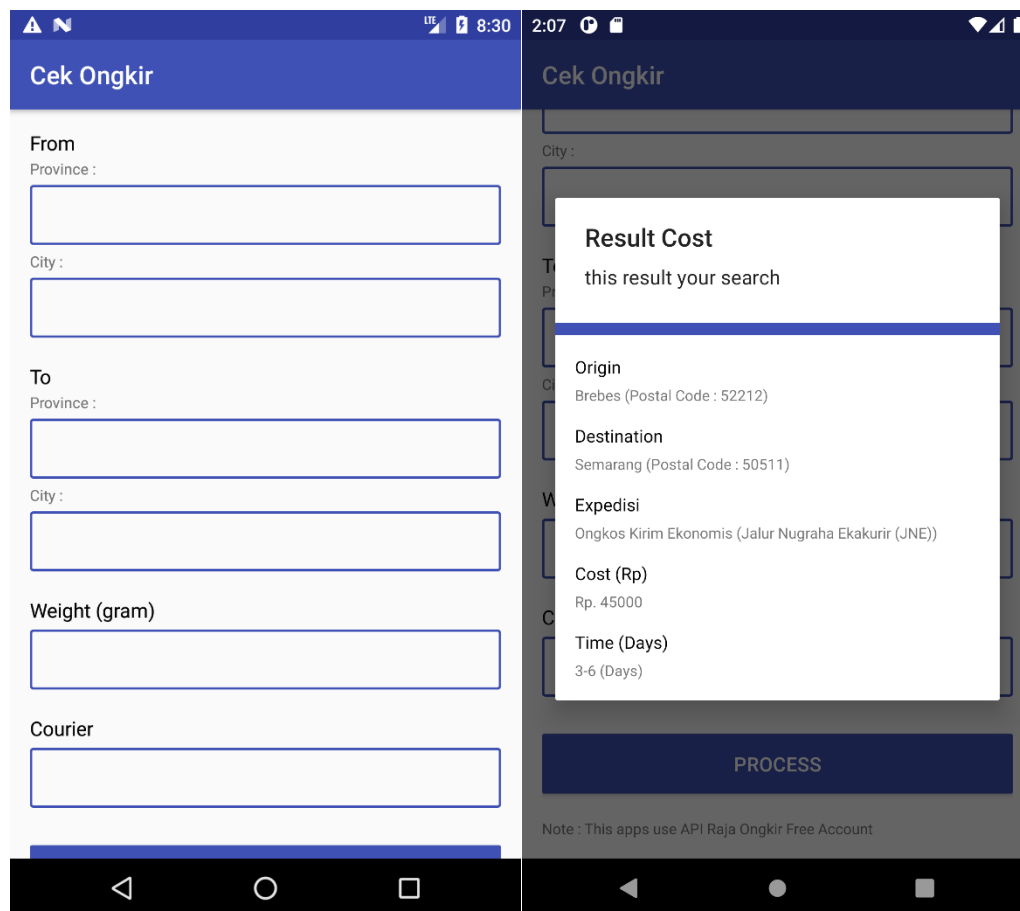 LTE 8:30
Cek Ongkir
From
Province :
City :
To
Province :
City :
Weight (gram)
Courier
2:07
Cek Ongkir
City :
Result Cost
this result your search
Origin
Brebes (Postal Code : 52212)
Destination
Semarang (Postal Code : 50511)
Expedisi
Ongkos Kirim Ekonomis (Jalur Nugraha Ekakurir (JNE))
Cost (Rp)
Rp. 45000
Time (Days)
3-6 (Days)
PROCESS
Note : This apps use API Raja Ongkir Free Account